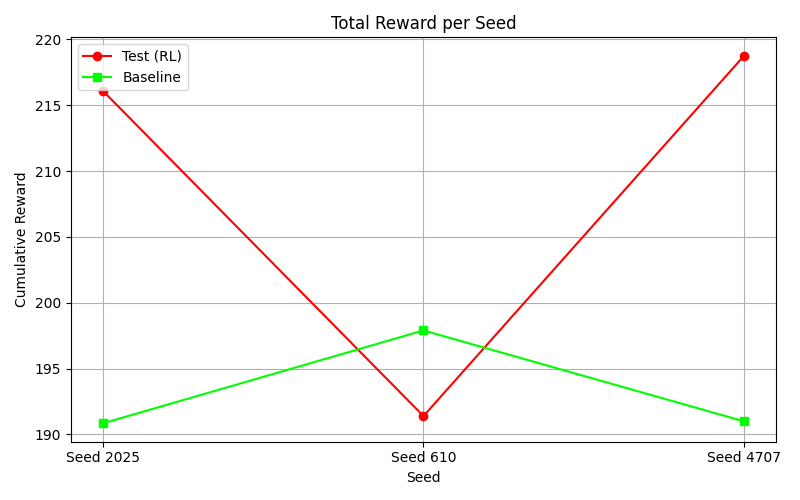 Total Reward per Seed
Test (RL)
Baseline
Cumulative Reward
220
215
210
205
200
195
190
Seed 2025
Seed 610
Seed 4707
Seed